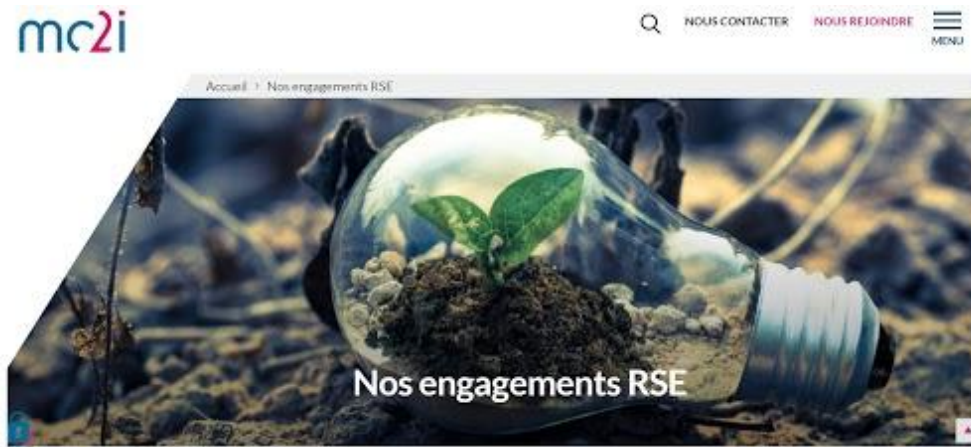 mc2i
NOUS CONTACTER
NOUS REJOINDRE
MENU
Accueil > Nos engagements RSE
Nos engagements RSE